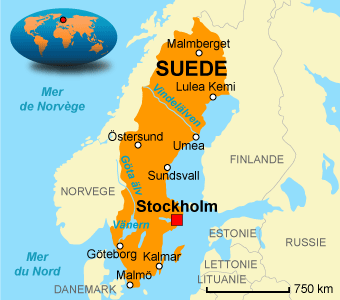 Malmberget
SUEDE
Lulea Kemi
Mer
de Norvège
Vindelälven
Östersund
Umea
FINLANDE
Göta älv
Sundsvall
NORVEGE
Stockholm
Vänern
ESTONIE
RUSSIE
Göteborg
Kalmar
LETTONIE
Mer
du Nord
Malmö
LITUANIE
DANEMARK
750 km